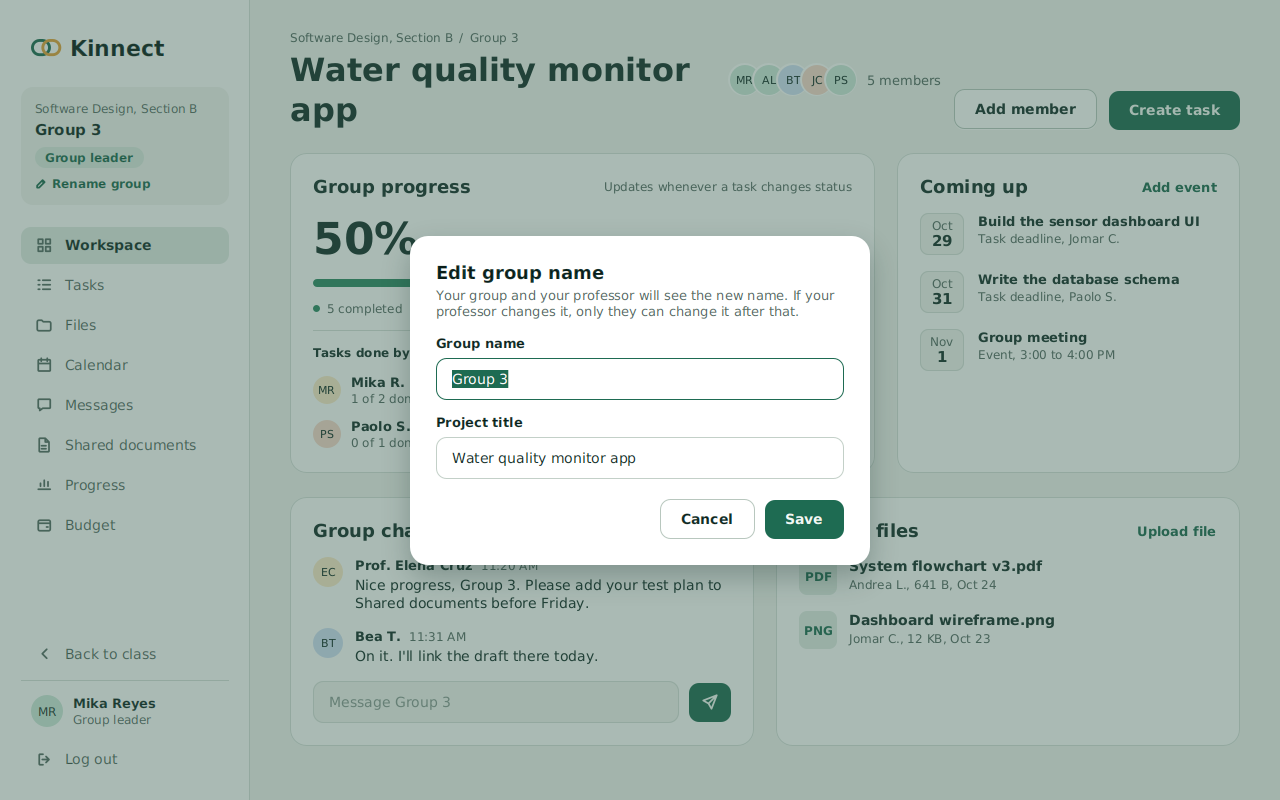 Kinnect
Software Design, Section B
Group 3
Group leader
Rename group
Workspace
Tasks
Files
Calendar
Messages
Shared documents
Progress
Budget
Back to class
MR
Mika Reyes
Group leader
Log out
Software Design, Section B / Group 3
Water quality monitor
app
MR AL BT JC PS 5 members
Add member
Create task
Group progress
Updates whenever a task changes status
50%
5 completed
Tasks done by
MR
Mika R.
1 of 2
PS
Paolo S.
0 of 1
Coming up
Add event
Oct
29
Build the sensor dashboard UI
Task deadline, Jomar C.
Oct
31
Write the database schema
Task deadline, Paolo S.
Nov
1
Group meeting
Event, 3:00 to 4:00 PM
Edit group name
Your group and your professor will see the new name. If your
professor changes it, only they can change it after that.
Group name
Group 3
Project title
Water quality monitor app
Cancel
Save
Group
EC
Prof. Elena Cruz 11:20 AM
Nice progress, Group 3. Please add your test plan to
Shared documents before Friday.
BT
Bea T. 11:31 AM
On it. I'll link the draft there today.
Message Group 3
files
Upload file
PDF
System flowchart v3.pdf
Andrea L., 641 B, Oct 24
PNG
Dashboard wireframe.png
Jomar C., 12 KB, Oct 23